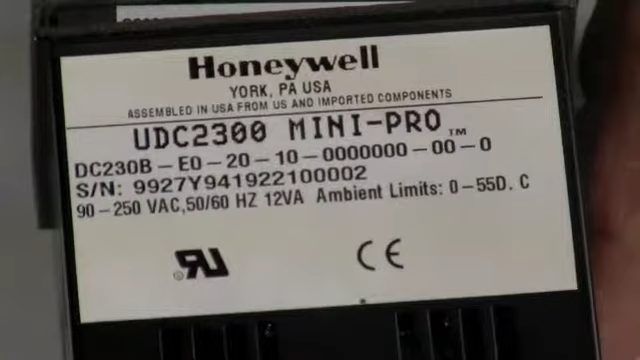 Honeywell
YORK, PA USA
ASSEMBLED IN USA FROM US AND IMPORTED COMPONENTS
UDC2300 MINI-PRO™
DC230B-E0-20-10-0000000-00-0
S/N: 9927Y941922100002
90-250 VAC,50/60 HZ 12VA Ambient Limits: 0-55D. C
RU ® CE